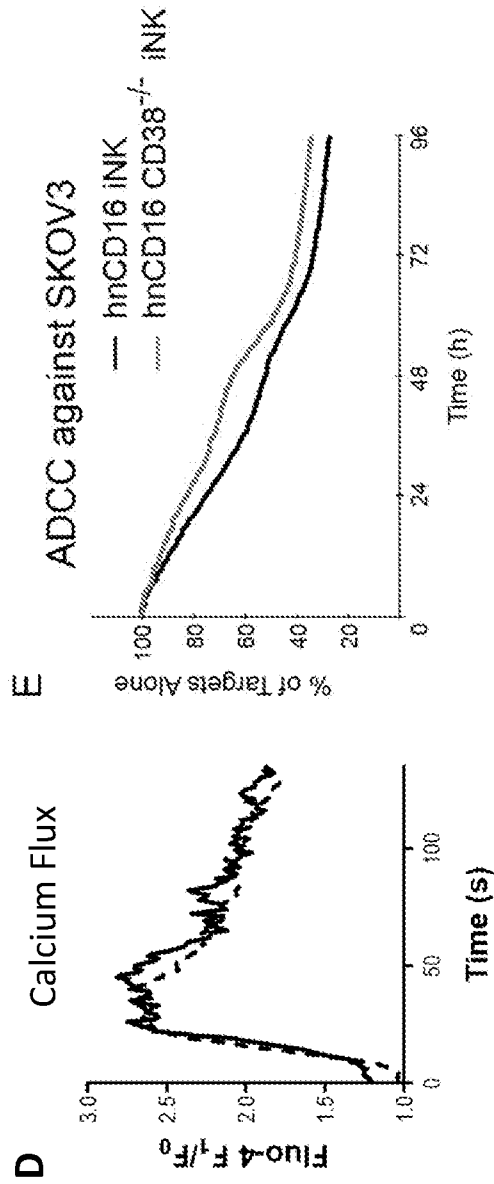 D
Calcium Flux
Fluo-4 F₁/F₀
3.0
2.5
2.0
1.5
1.0
0
50
100
Time (s)
E
ADCC against SKOV3
hnCD16 iNK
hnCD16 CD38⁻/⁻ iNK
% of Targets Alone
100
80
60
40
20
0
24
48
72
96
Time (h)